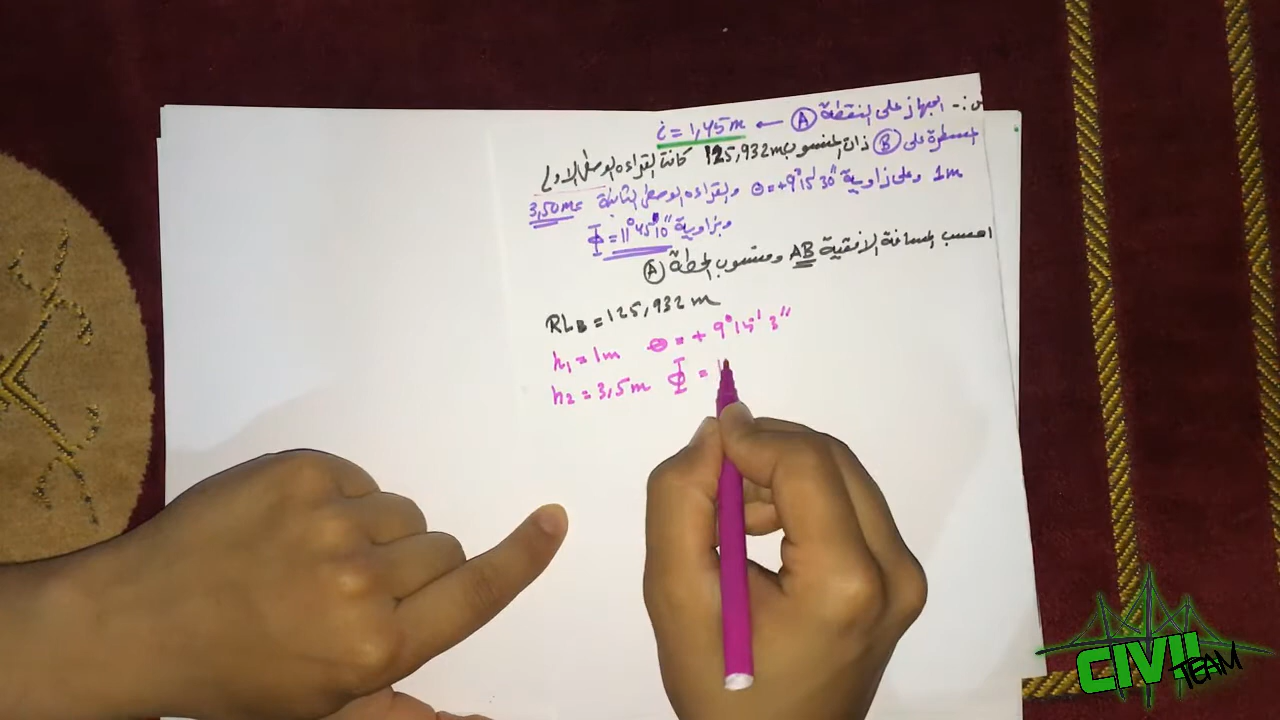 س:- الجهاز على النقطة A ← i = 1,45m
المسطرة على B ذات المنسوب 125,932m كانت القراءه الوسطى الاولى
1m وعلى زاوية θ = +9°15'30" والقراءه الوسطى الثانية =3,50m
وبزاوية Φ = 11°45'10"
احسب المسافة الافقية AB ومنسوب المحطة A
RLB = 125,932 m
h1 = 1m θ = + 9°15' 3"
h2 = 3,5m Φ =
CIVIL
TEAM